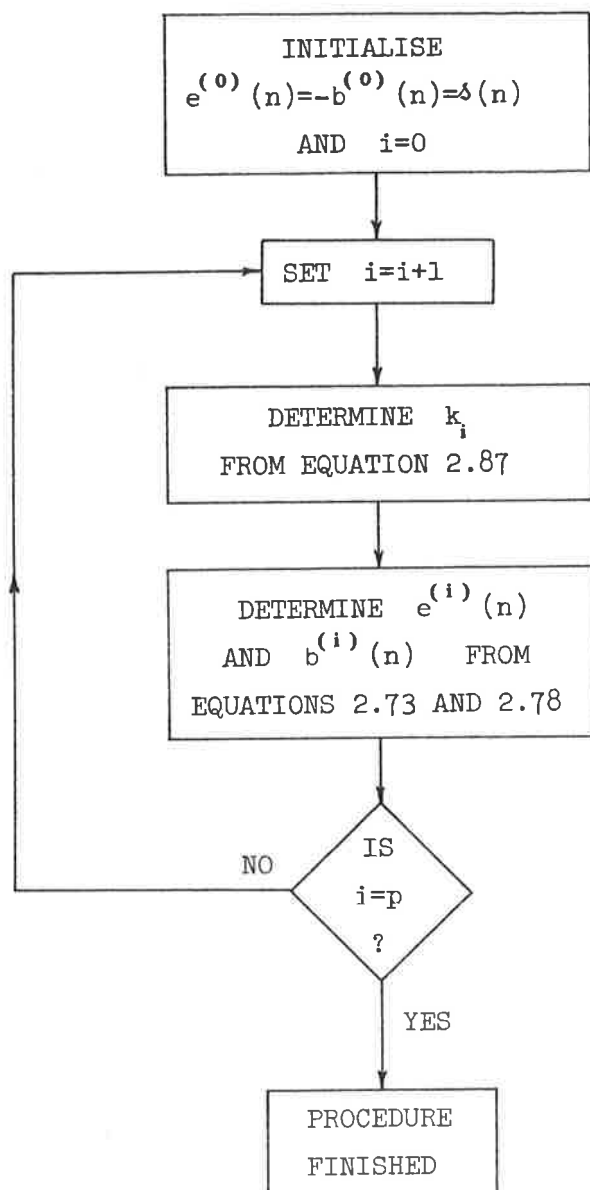 INITIALISE
e⁽⁰⁾(n)=-b⁽⁰⁾(n)=s(n)
AND i=0
SET i=i+1
DETERMINE kᵢ
FROM EQUATION 2.87
DETERMINE e⁽ⁱ⁾(n)
AND b⁽ⁱ⁾(n) FROM
EQUATIONS 2.73 AND 2.78
IS
i=p
?
NO
YES
PROCEDURE
FINISHED